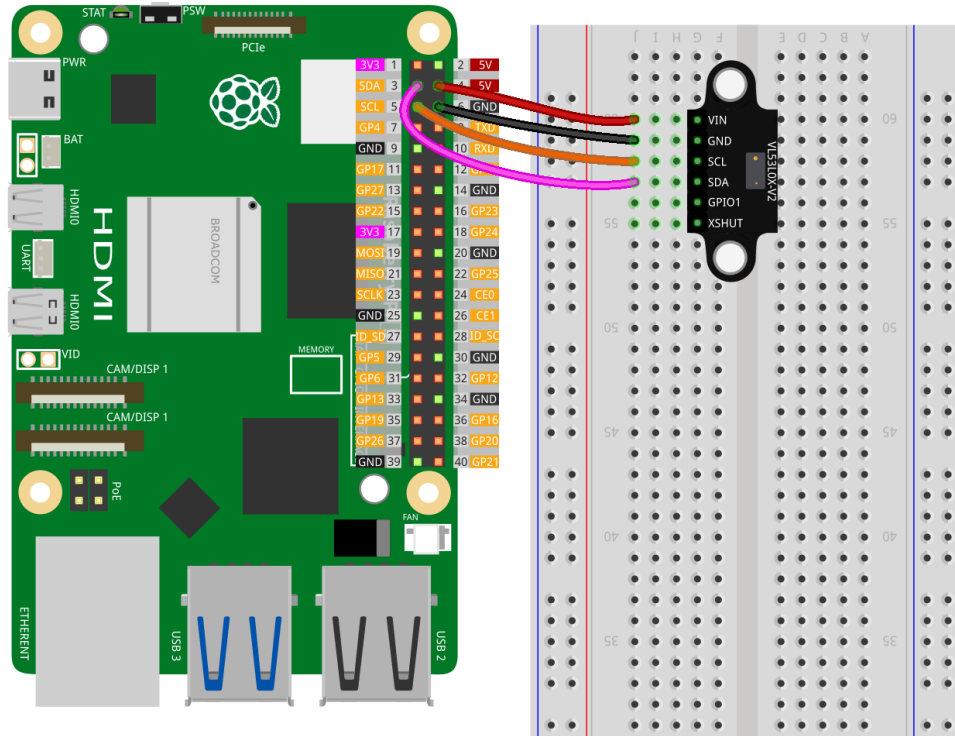 STAT
PSW
PCIe
PWR
BAT
HDMI0
UART
HDMI0
HDMI
BROADCOM
VID
CAM/DISP 1
CAM/DISP 1
PoE
MEMORY
FAN
ETHERENT
USB 3
USB 2
3V3 1 2 5V
SDA 3 4 5V
SCL 5 6 GND
GP4 7 TXD
GND 9 10 RXD
GP17 11 12
GP27 13 14 GND
GP22 15 16 GP23
3V3 17 18 GP24
MOSI 19 20 GND
MISO 21 22 GP25
SCLK 23 24 CE0
GND 25 26 CE1
ID_SD 27 28 ID_SC
GP5 29 30 GND
GP6 31 32 GP12
GP13 33 34 GND
GP19 35 36 GP16
GP26 37 38 GP20
GND 39 40 GP21
J I H G F E D C B A
60 60
55 55
50 50
45 45
40 40
35 35
VIN
GND
SCL
SDA
GPIO1
XSHUT
VL53L0X-V2